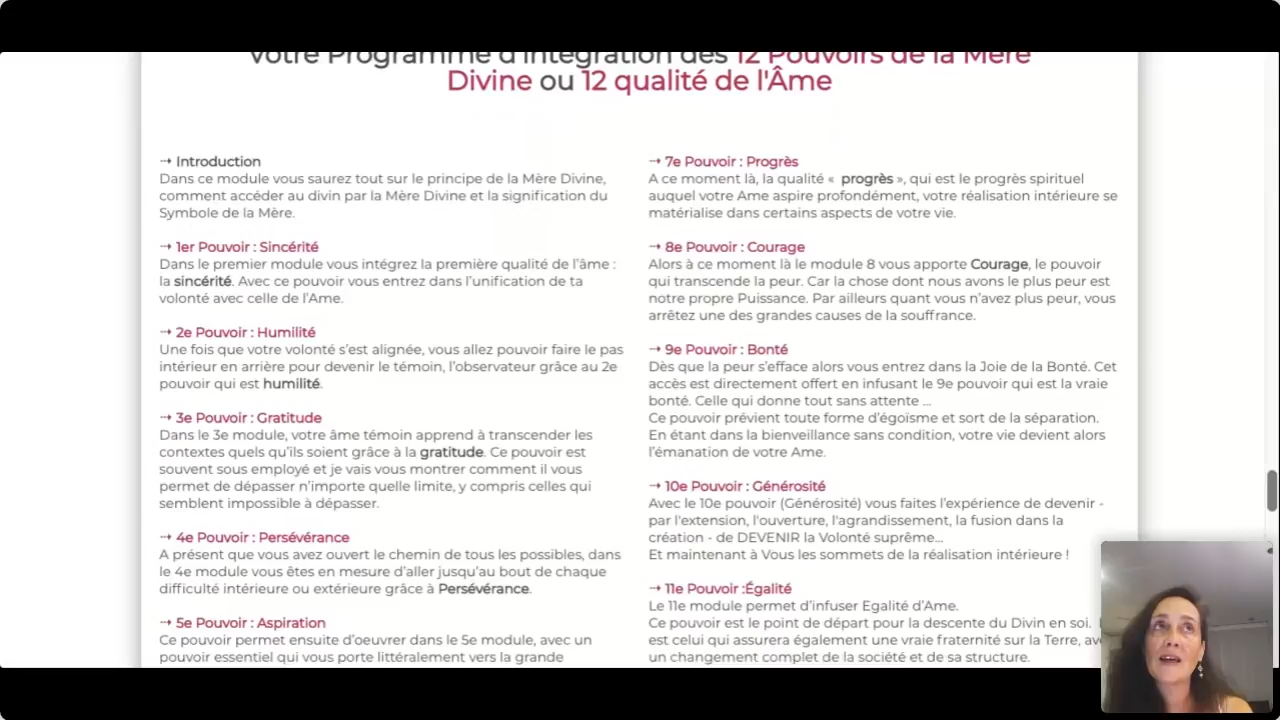 Votre Programme d'intégration des 12 Pouvoirs de la Mère
Divine ou 12 qualité de l'Âme
⇢ Introduction
Dans ce module vous saurez tout sur le principe de la Mère Divine,
comment accéder au divin par la Mère Divine et la signification du
Symbole de la Mère.
⇢ 1er Pouvoir : Sincérité
Dans le premier module vous intégrez la première qualité de l’âme :
la sincérité. Avec ce pouvoir vous entrez dans l’unification de ta
volonté avec celle de l’Ame.
⇢ 2e Pouvoir : Humilité
Une fois que votre volonté s’est alignée, vous allez pouvoir faire le pas
intérieur en arrière pour devenir le témoin, l’observateur grâce au 2e
pouvoir qui est humilité.
⇢ 3e Pouvoir : Gratitude
Dans le 3e module, votre âme témoin apprend à transcender les
contextes quels qu’ils soient grâce à la gratitude. Ce pouvoir est
souvent sous employé et je vais vous montrer comment il vous
permet de dépasser n’importe quelle limite, y compris celles qui
semblent impossible à dépasser.
⇢ 4e Pouvoir : Persévérance
A présent que vous avez ouvert le chemin de tous les possibles, dans
le 4e module vous êtes en mesure d’aller jusqu’au bout de chaque
difficulté intérieure ou extérieure grâce à Persévérance.
⇢ 5e Pouvoir : Aspiration
Ce pouvoir permet ensuite d’oeuvrer dans le 5e module, avec un
pouvoir essentiel qui vous porte littéralement vers la grande
⇢ 7e Pouvoir : Progrès
A ce moment là, la qualité « progrès », qui est le progrès spirituel
auquel votre Ame aspire profondément, votre réalisation intérieure se
matérialise dans certains aspects de votre vie.
⇢ 8e Pouvoir : Courage
Alors à ce moment là le module 8 vous apporte Courage, le pouvoir
qui transcende la peur. Car la chose dont nous avons le plus peur est
notre propre Puissance. Par ailleurs quant vous n’avez plus peur, vous
arrêtez une des grandes causes de la souffrance.
⇢ 9e Pouvoir : Bonté
Dès que la peur s’efface alors vous entrez dans la Joie de la Bonté. Cet
accès est directement offert en infusant le 9e pouvoir qui est la vraie
bonté. Celle qui donne tout sans attente ...
Ce pouvoir prévient toute forme d’égoïsme et sort de la séparation.
En étant dans la bienveillance sans condition, votre vie devient alors
l’émanation de votre Ame.
⇢ 10e Pouvoir : Générosité
Avec le 10e pouvoir (Générosité) vous faites l’expérience de devenir -
par l'extension, l'ouverture, l'agrandissement, la fusion dans la
création - de DEVENIR la Volonté suprême...
Et maintenant à Vous les sommets de la réalisation intérieure !
⇢ 11e Pouvoir :Égalité
Le 11e module permet d’infuser Egalité d’Ame.
Ce pouvoir est le point de départ pour la descente du Divin en soi.
est celui qui assurera également une vraie fraternité sur la Terre,
un changement complet de la société et de sa structure.